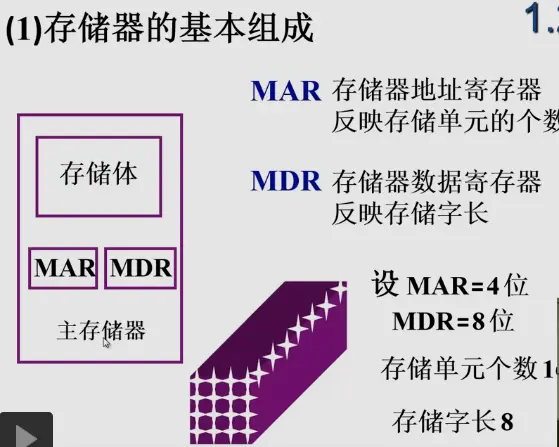 (1)存储器的基本组成
1.
MAR 存储器地址寄存器
反映存储单元的个
存储体
MDR 存储器数据寄存器
反映存储字长
MAR MDR
主存储器
设 MAR=4 位
MDR=8 位
存储单元个数 1
存储字长 8